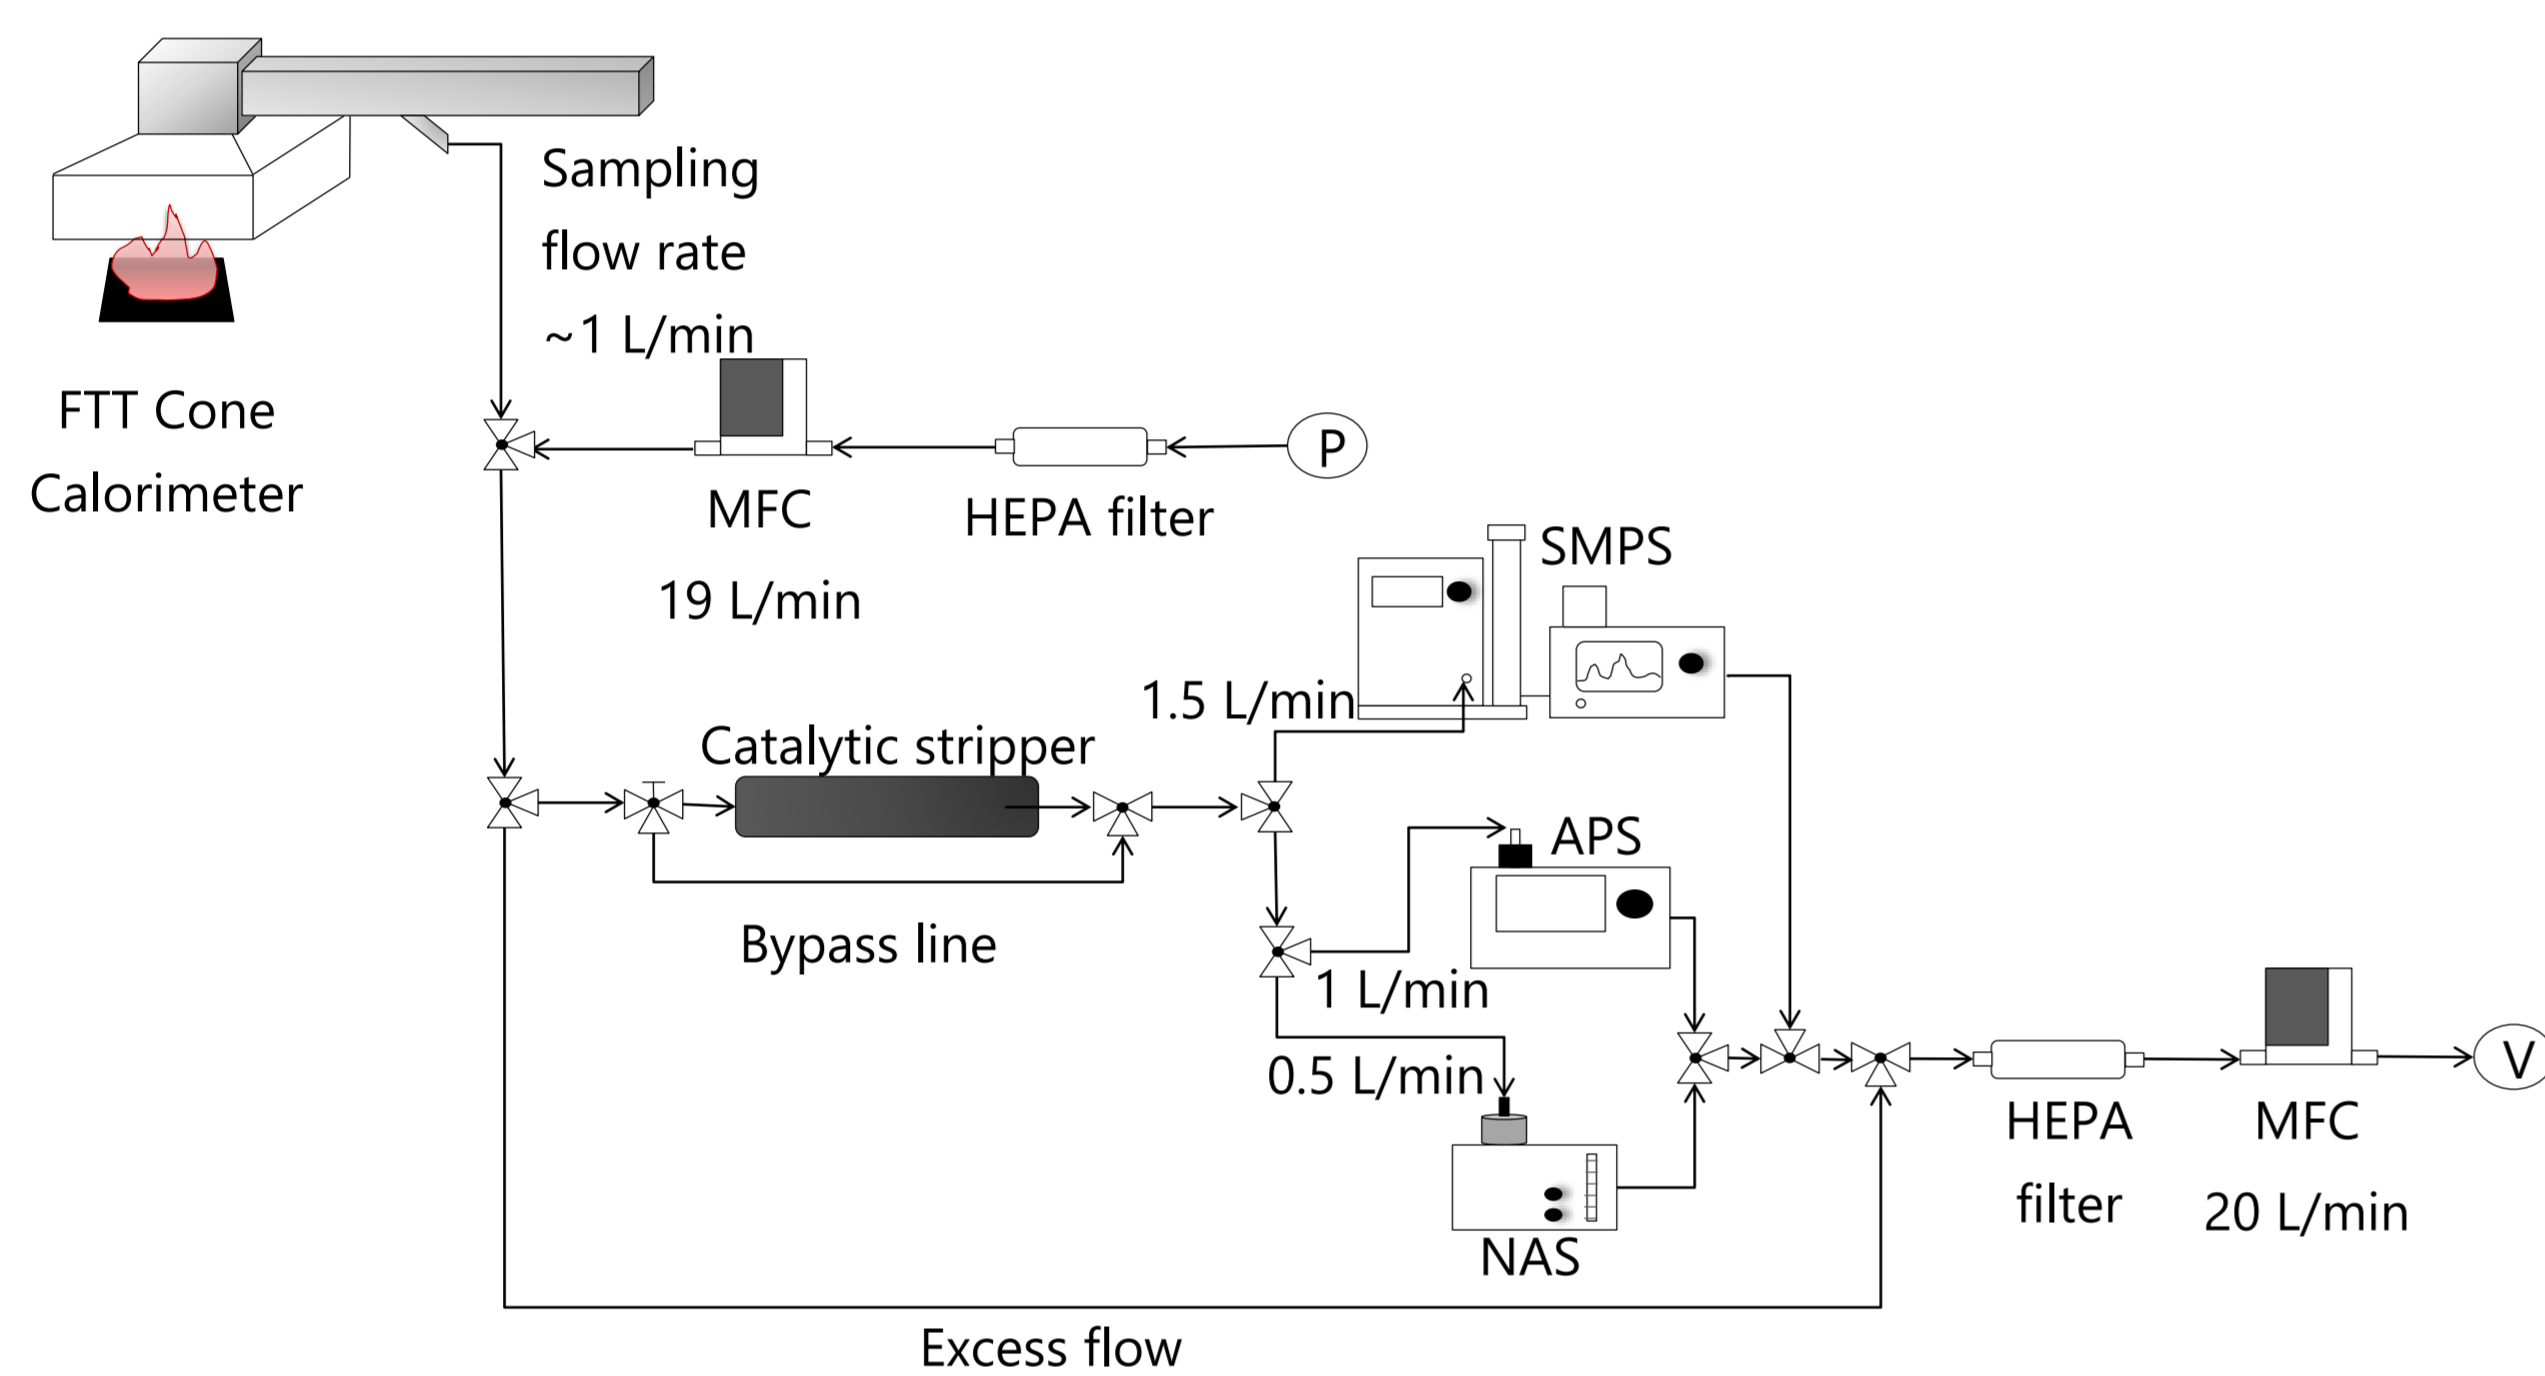 Sampling
flow rate
~1 L/min
FTT Cone
Calorimeter
MFC
19 L/min
HEPA filter
P
SMPS
1.5 L/min
Catalytic stripper
Bypass line
APS
1 L/min
0.5 L/min
NAS
HEPA
filter
MFC
20 L/min
V
Excess flow